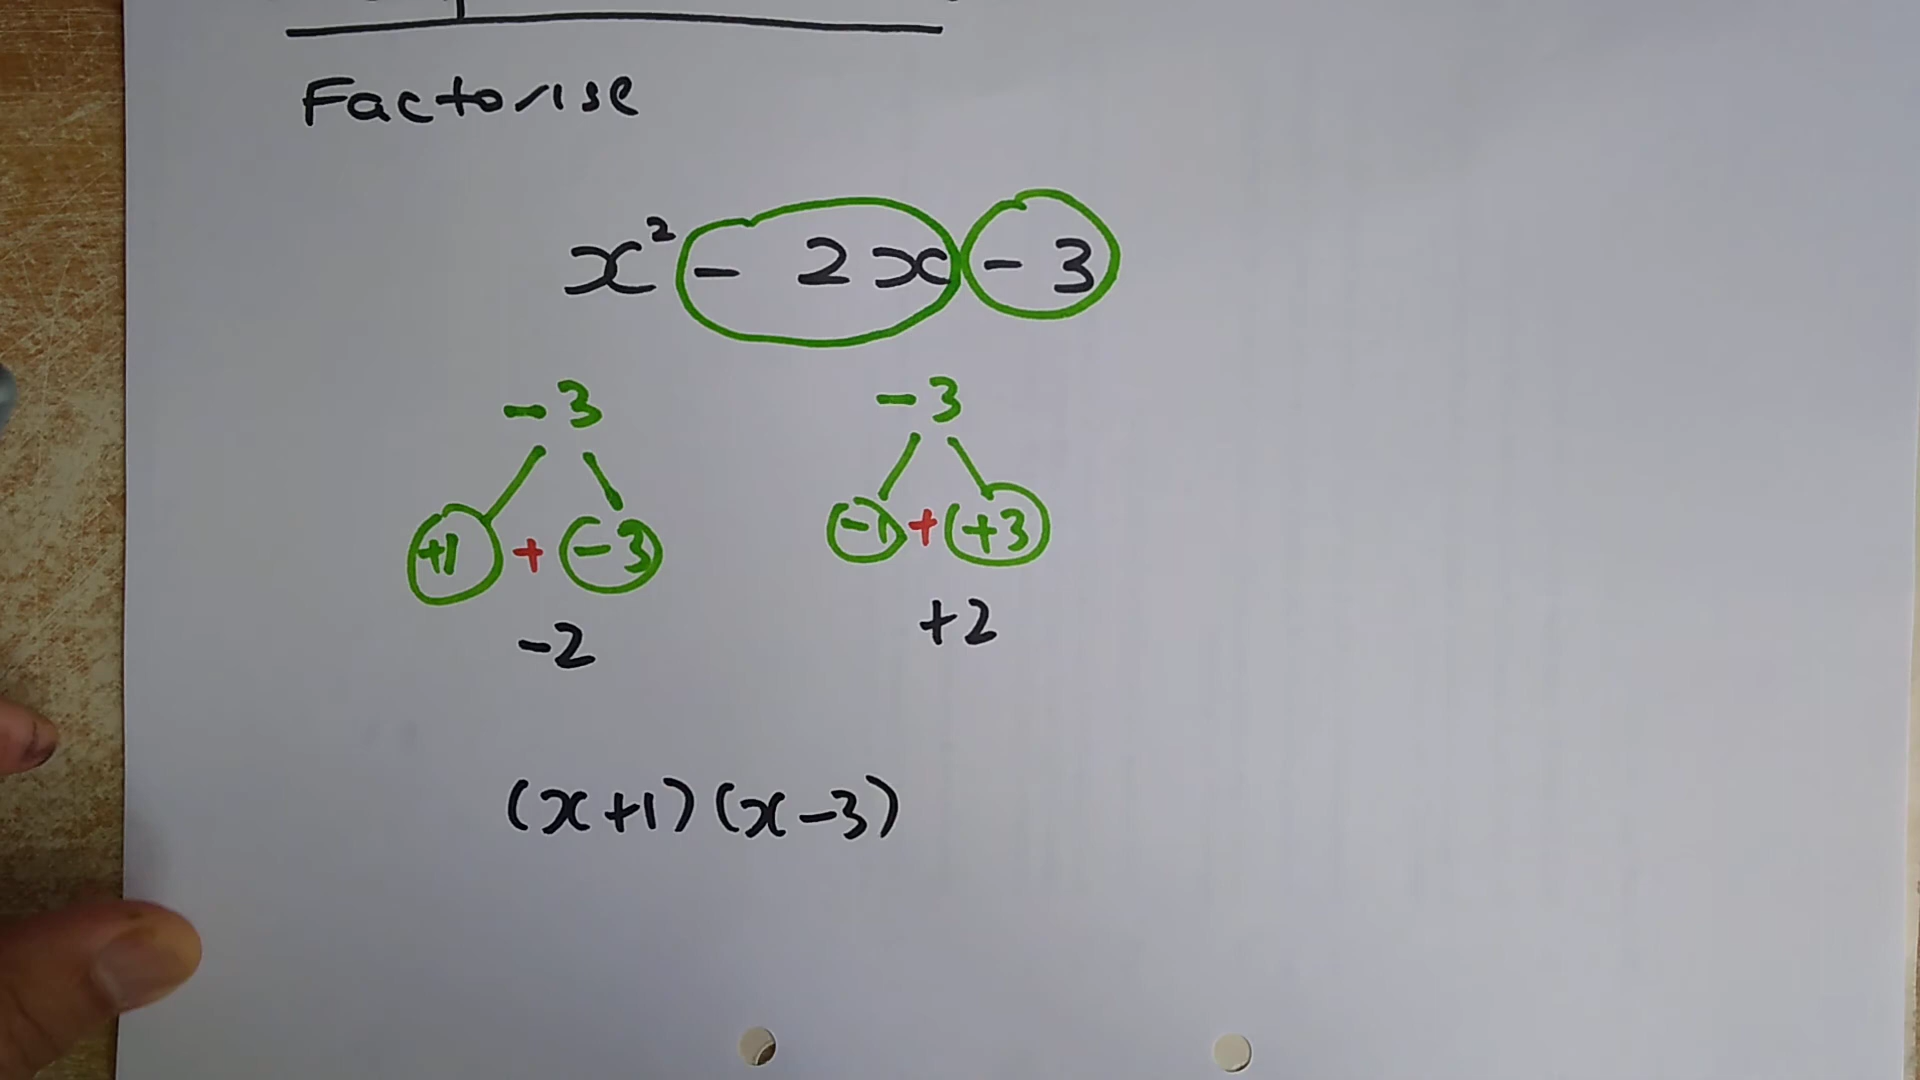 Factorise
x² - 2x - 3
- 3 - 3
+1 + -3 -1 + +3
-2 +2
(x+1)(x-3)